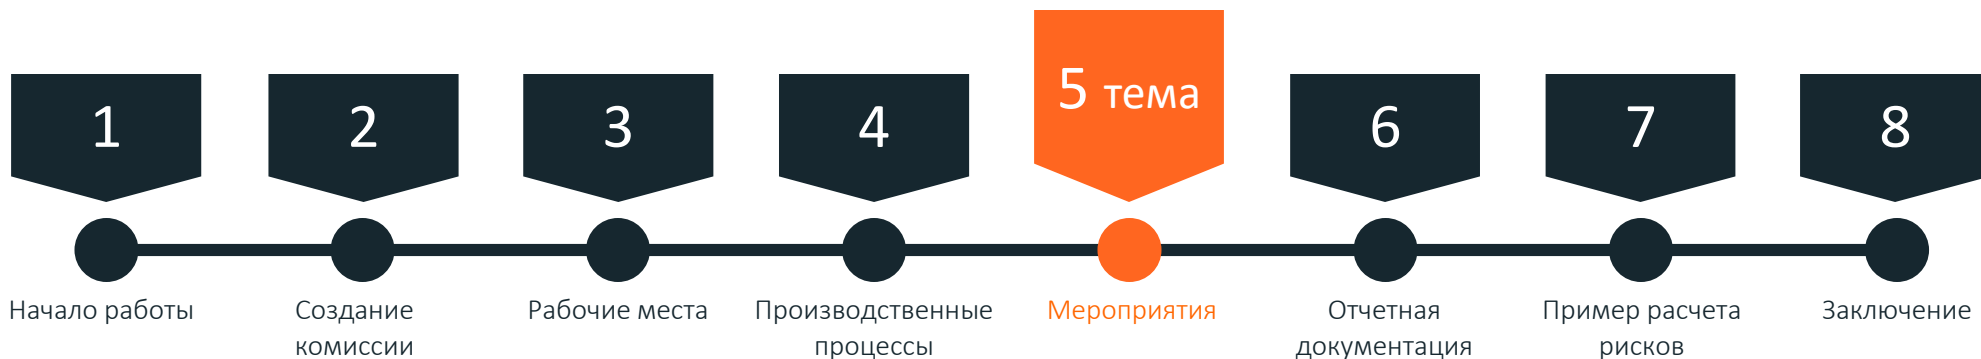 1
2
3
4
5 тема
6
7
8
Начало работы
Создание
комиссии
Рабочие места
Производственные
процессы
Мероприятия
Отчетная
документация
Пример расчета
рисков
Заключение